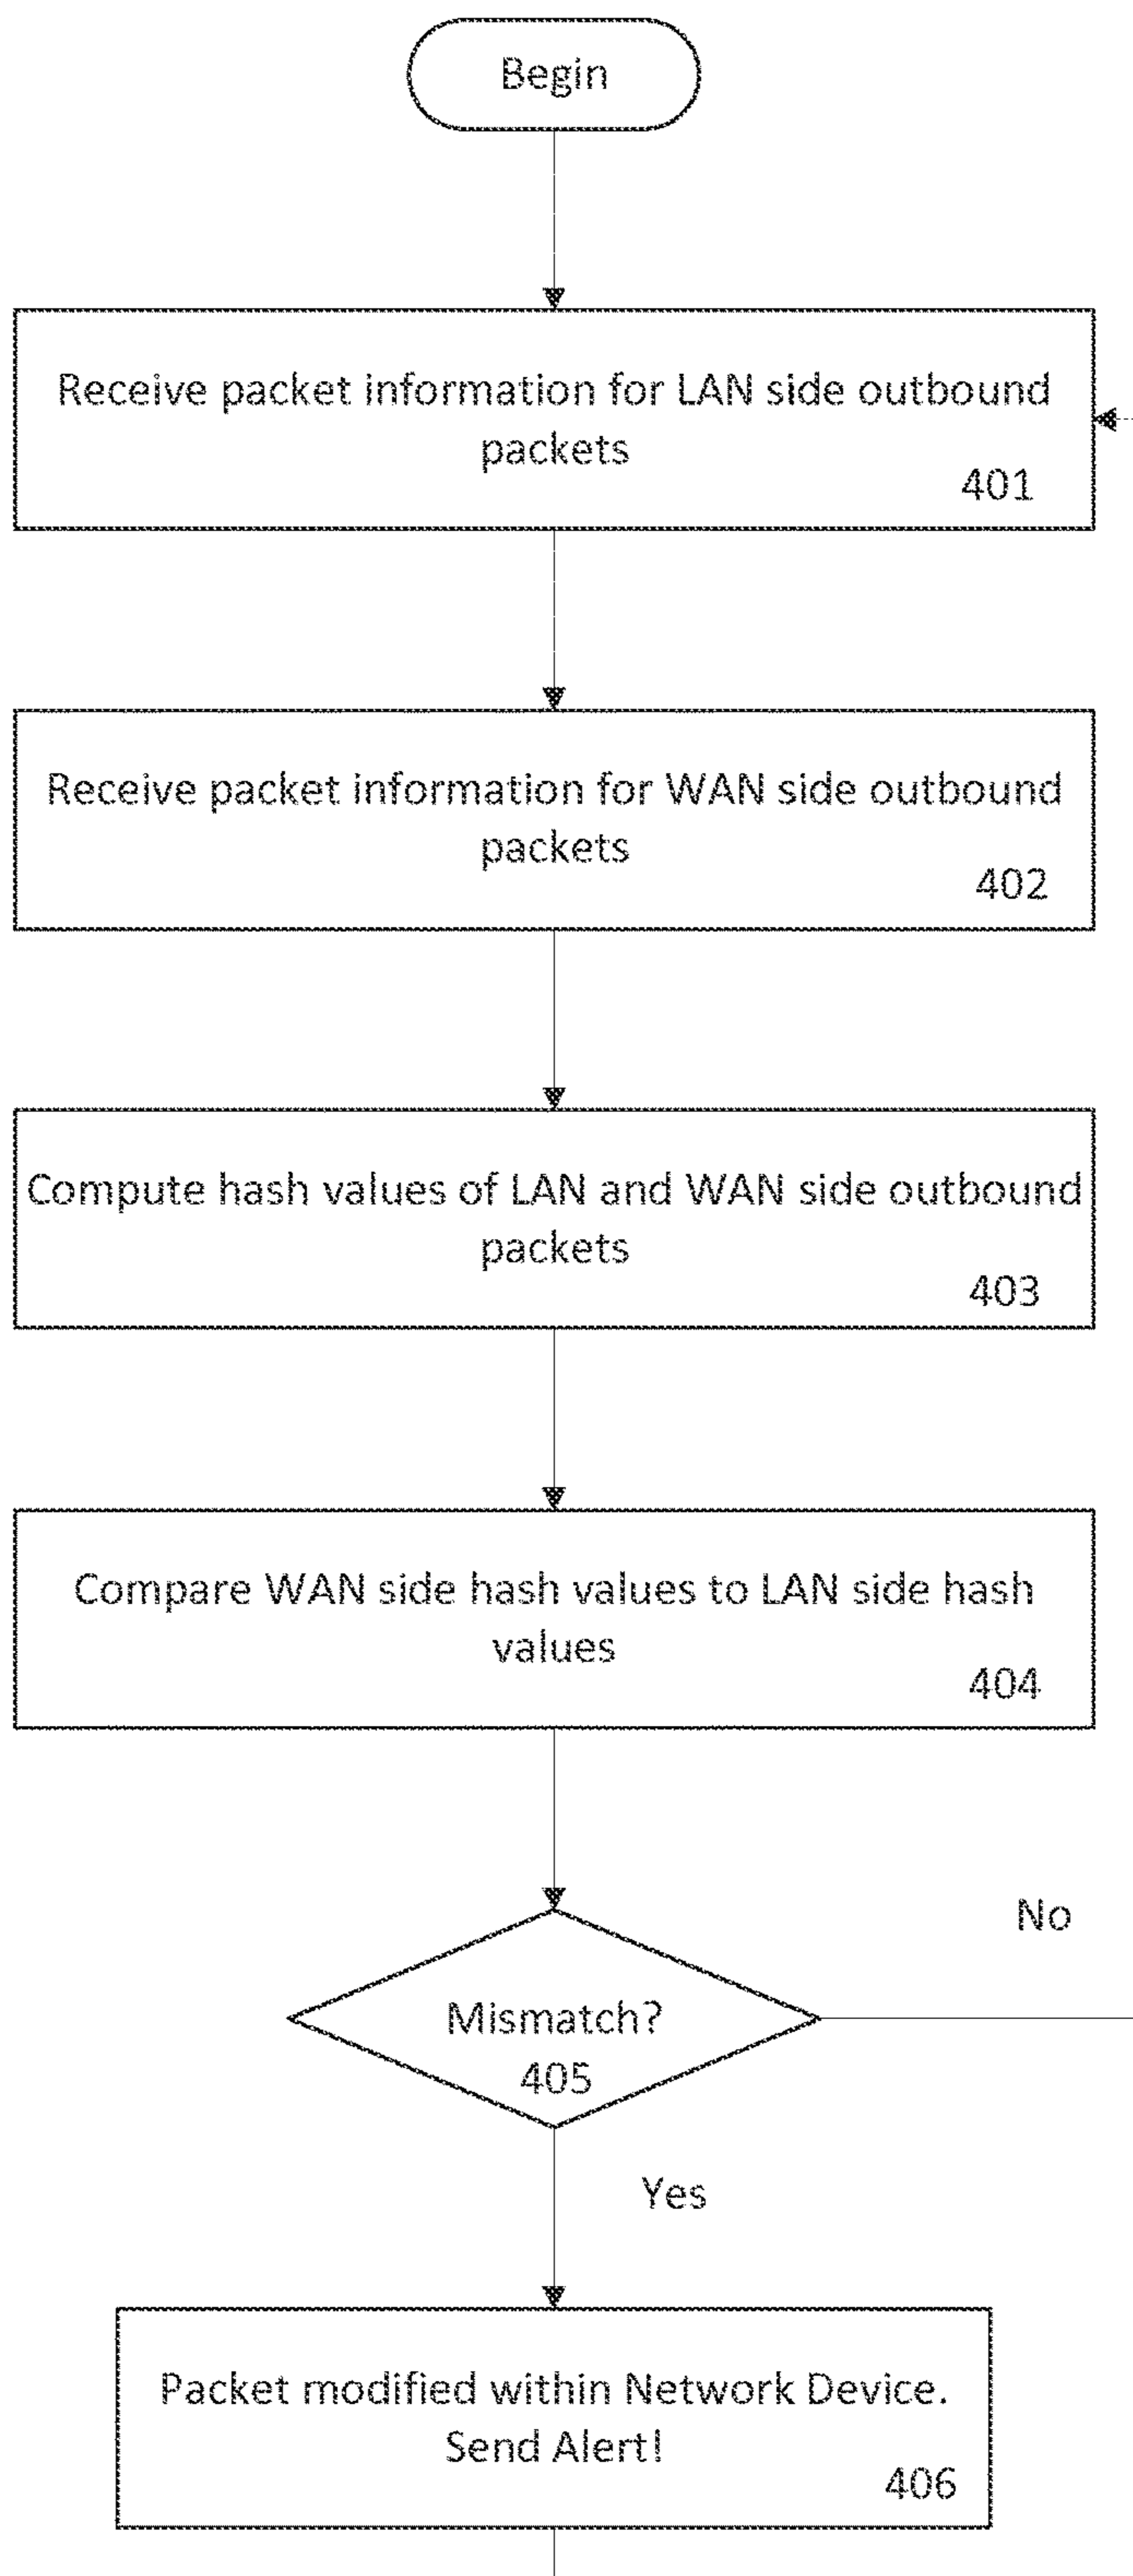 Begin
Receive packet information for LAN side outbound
packets
401
Receive packet information for WAN side outbound
packets
402
Compute hash values of LAN and WAN side outbound
packets
403
Compare WAN side hash values to LAN side hash
values
404
No
Mismatch?
405
Yes
Packet modified within Network Device.
Send Alert!
406